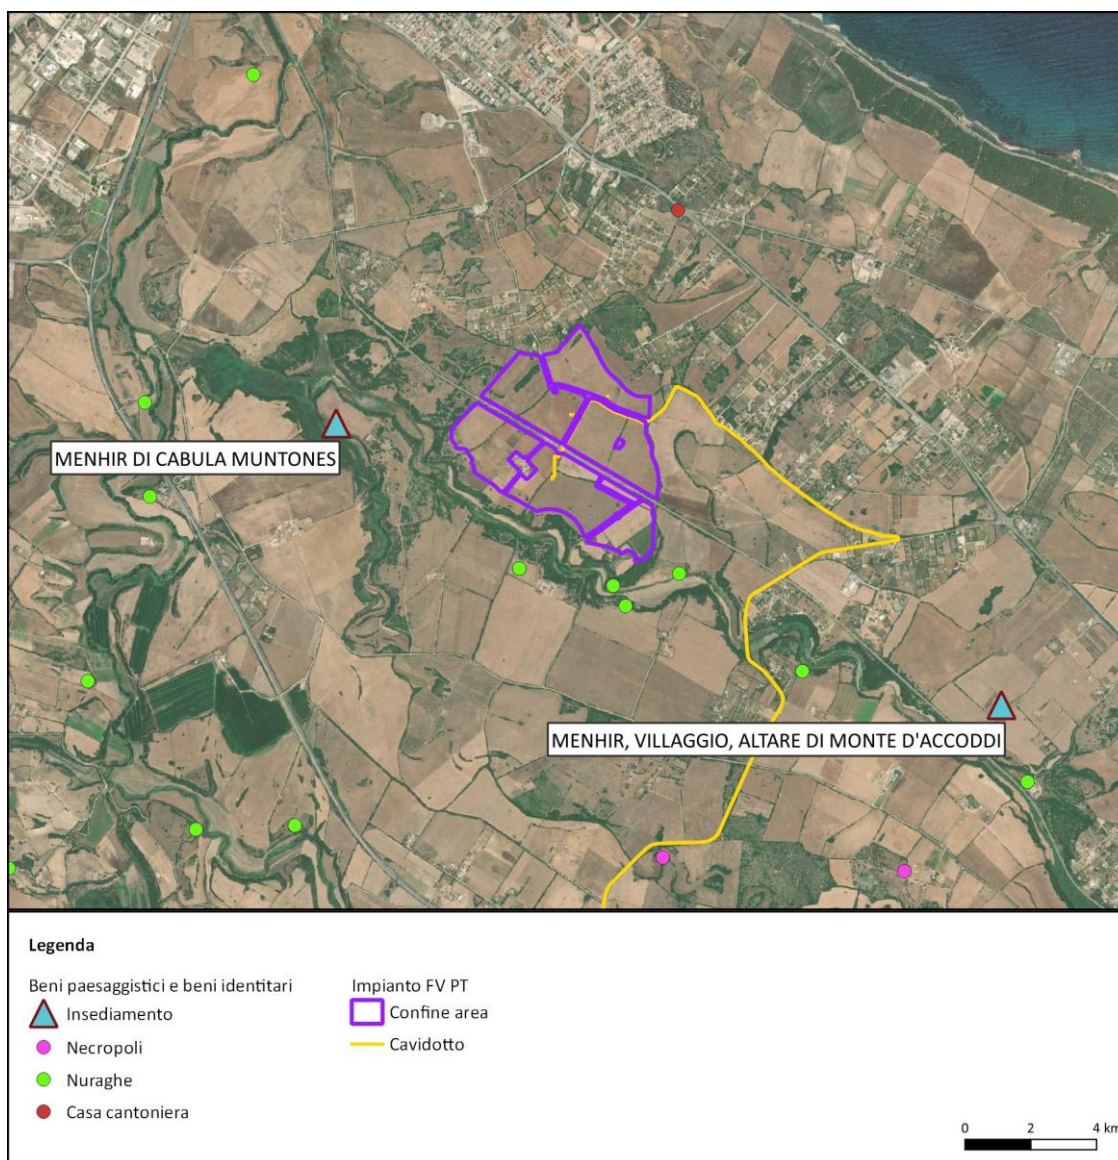 MENHIR DI CABULA MUNTONES
MENHIR, VILLAGGIO, ALTARE DI MONTE D'ACCODDI
Legenda
Beni paesaggistici e beni identitari
Insediamento
Necropoli
Nuraghe
Casa cantoniera
Impianto FV PT
Confine area
Cavidotto
0 2 4 km